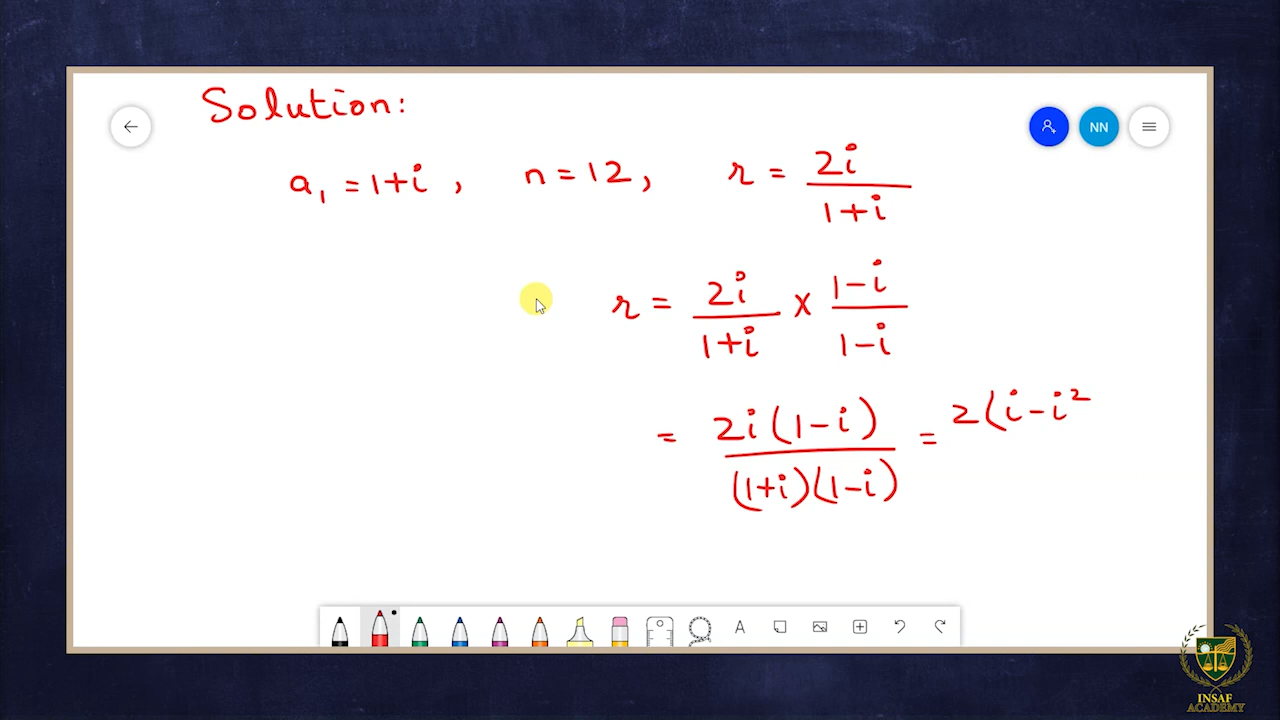 Solution:
a₁ = 1+i , n = 12, r = 2i / 1+i
r = 2i / 1+i × 1-i / 1-i
= 2i(1-i) / (1+i)(1-i) = 2(i-i²
NN
A
INSAF
ACADEMY